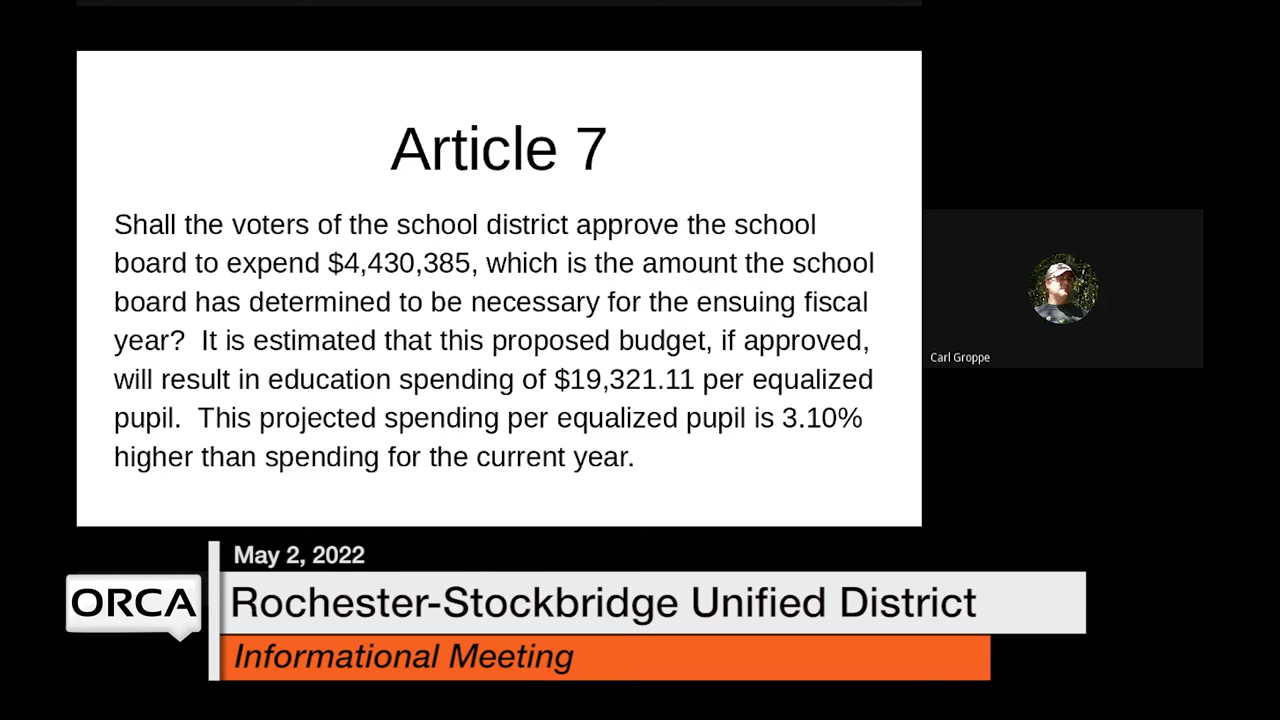 Article 7
Shall the voters of the school district approve the school
board to expend $4,430,385, which is the amount the school
board has determined to be necessary for the ensuing fiscal
year?  It is estimated that this proposed budget, if approved,
will result in education spending of $19,321.11 per equalized
pupil.  This projected spending per equalized pupil is 3.10%
higher than spending for the current year.
Carl Groppe
May 2, 2022
ORCA
Rochester-Stockbridge Unified District
Informational Meeting